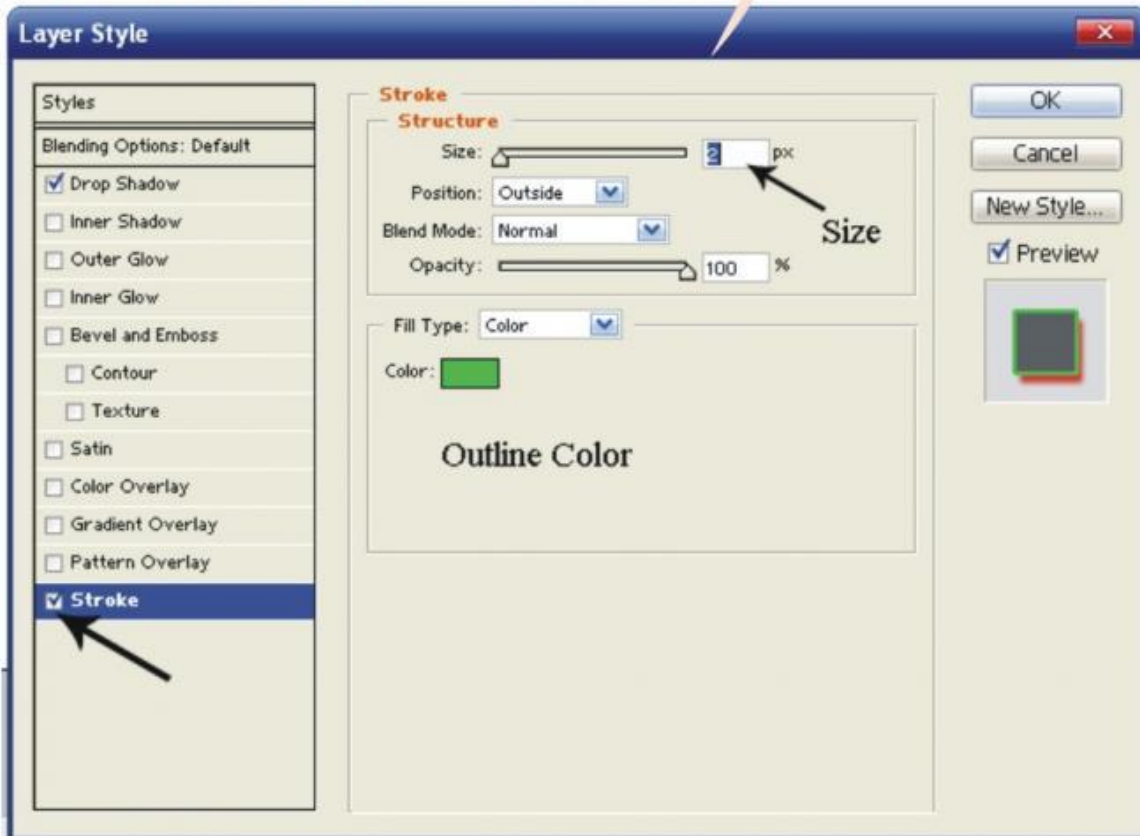 Layer Style
Styles
Blending Options: Default
Drop Shadow
Inner Shadow
Outer Glow
Inner Glow
Bevel and Emboss
Contour
Texture
Satin
Color Overlay
Gradient Overlay
Pattern Overlay
Stroke
Stroke
Structure
Size: 2 px
Position: Outside
Blend Mode: Normal
Opacity: 100 %
Size
Fill Type: Color
Color:
Outline Color
OK
Cancel
New Style...
Preview